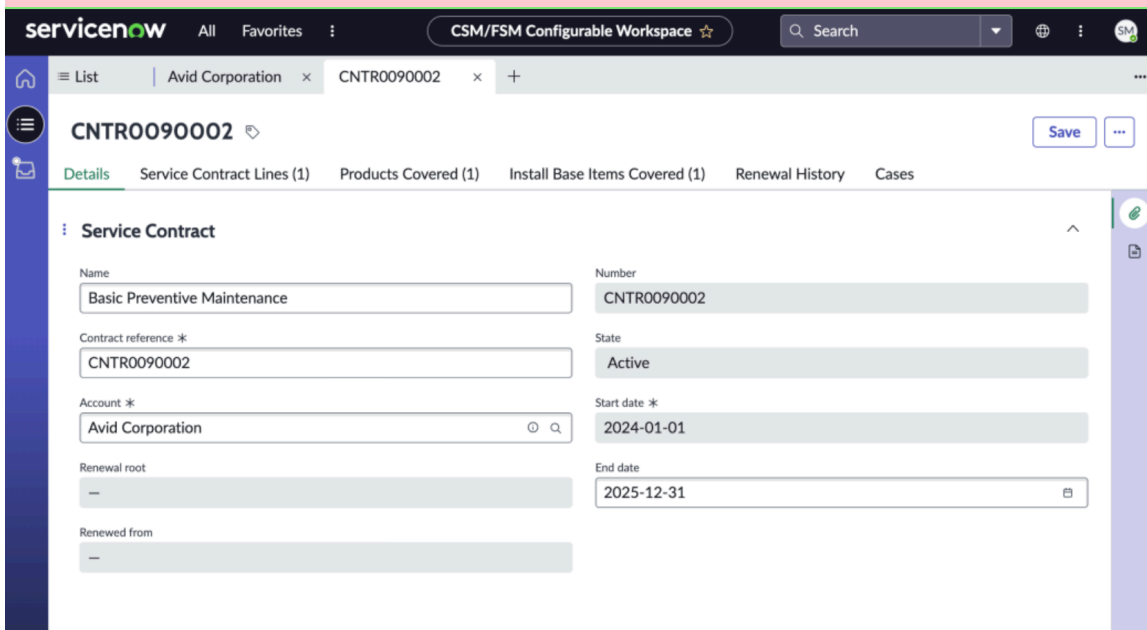 servicenow All Favorites CSM/FSM Configurable Workspace Search SM
List Avid Corporation CNTR0090002
CNTR0090002 Save
Details Service Contract Lines (1) Products Covered (1) Install Base Items Covered (1) Renewal History Cases
Service Contract
Name
Basic Preventive Maintenance
Number
CNTR0090002
Contract reference *
CNTR0090002
State
Active
Account *
Avid Corporation
Start date *
2024-01-01
Renewal root
—
End date
2025-12-31
Renewed from
—